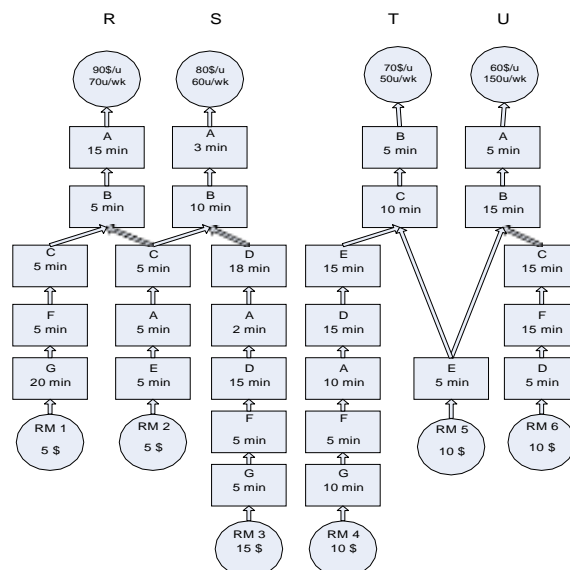 R S T U
90$/u
70u/wk
80$/u
60u/wk
70$/u
50u/wk
60$/u
150u/wk
A
15 min
A
3 min
B
5 min
A
5 min
B
5 min
B
10 min
C
10 min
B
15 min
C
5 min
C
5 min
D
18 min
E
15 min
C
15 min
F
5 min
A
5 min
A
2 min
D
15 min
F
15 min
G
20 min
E
5 min
D
15 min
A
10 min
E
5 min
D
5 min
RM 1
5 $
RM 2
5 $
F
5 min
F
5 min
RM 5
10 $
RM 6
10 $
G
5 min
G
10 min
RM 3
15 $
RM 4
10 $